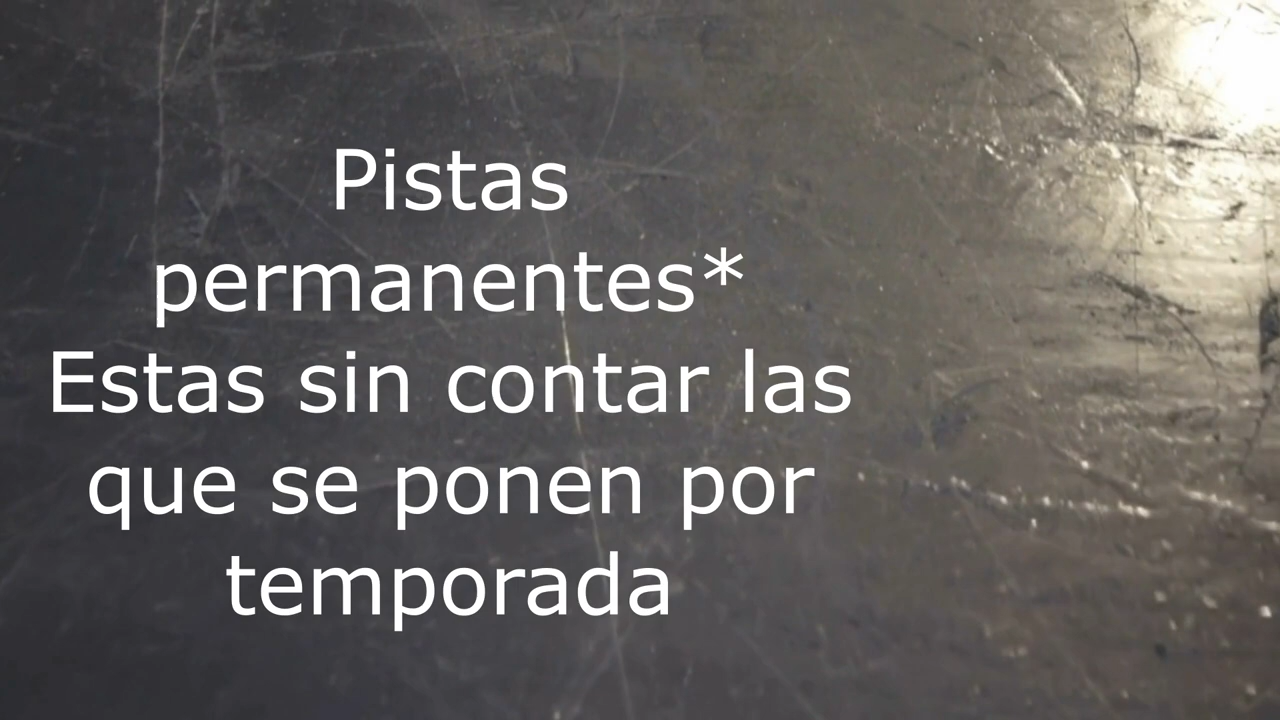 Pistas
permanentes*
Estas sin contar las
que se ponen por
temporada